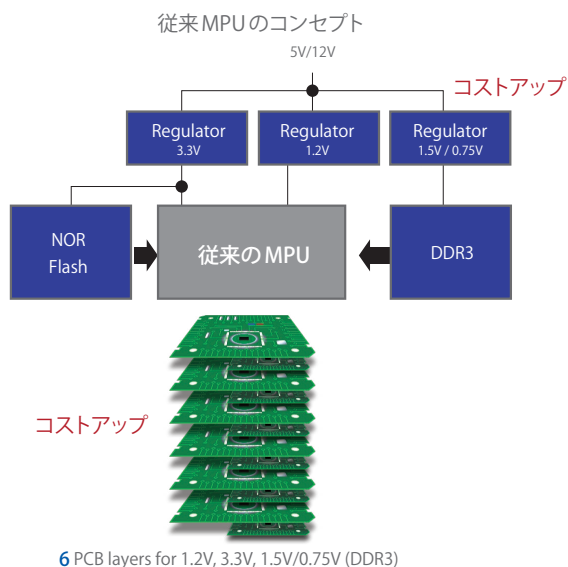 従来MPUのコンセプト
5V/12V
コストアップ
Regulator
3.3V
Regulator
1.2V
Regulator
1.5V / 0.75V
NOR
Flash
従来のMPU
DDR3
コストアップ
6 PCB layers for 1.2V, 3.3V, 1.5V/0.75V (DDR3)